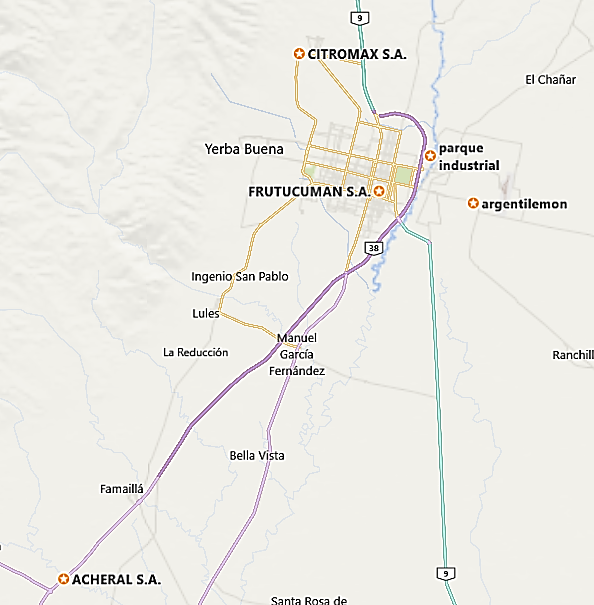 9
CITROMAX S.A.
El Chañar
Yerba Buena
parque
industrial
FRUTUCUMAN S.A.
argentilemon
38
Ingenio San Pablo
Lules
Manuel
García
Fernández
La Reducción
Ranchill
Bella Vista
Famaillá
9
ACHERAL S.A.
Santa Rosa de